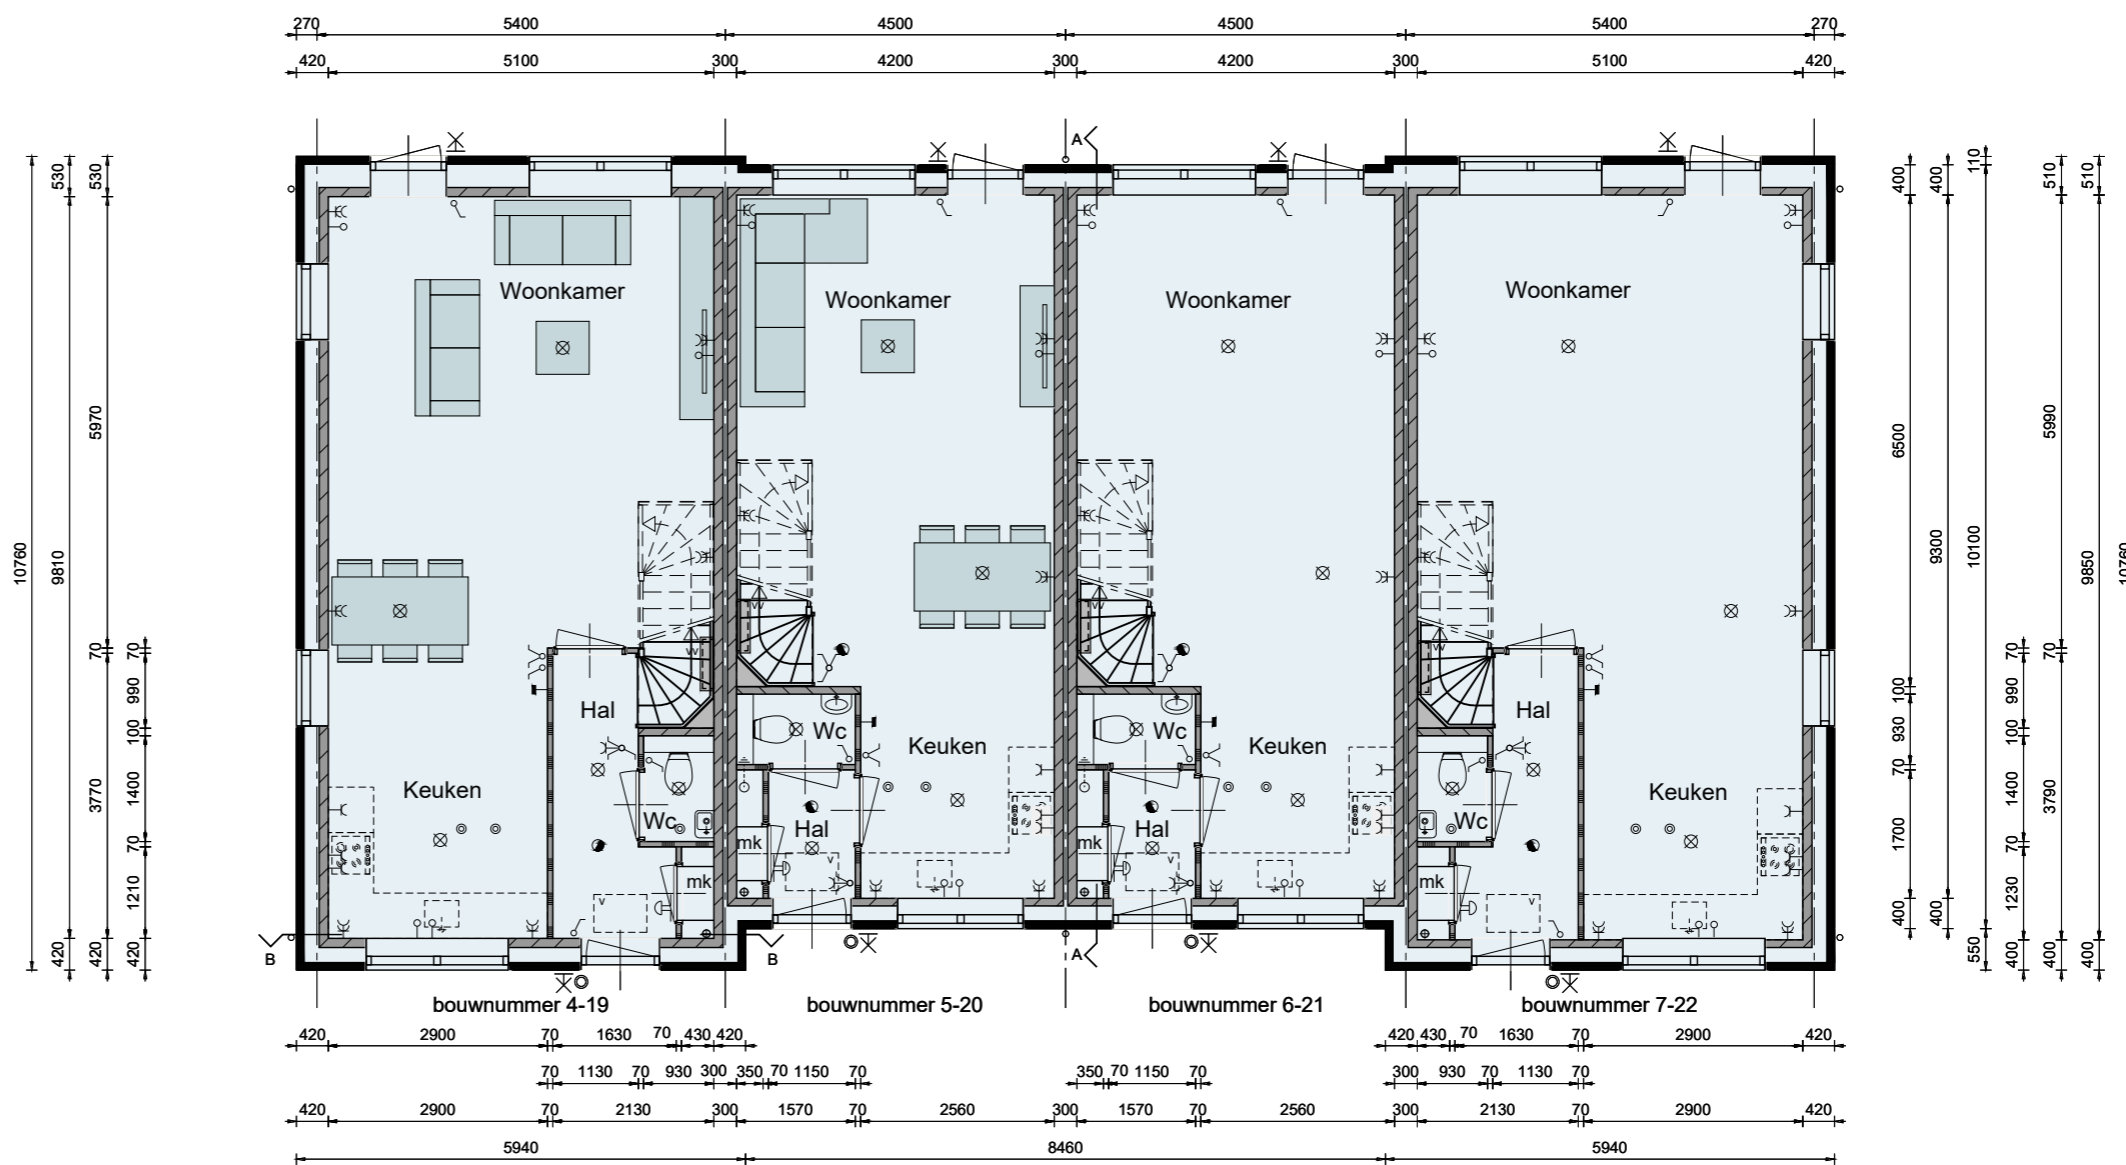 270 5400 4500 4500 5400 270
420 5100 300 4200 300 4200 300 5100 420
A
10760
9810
530 420
530 5970 70 3770 420
70 990 100 1400 70 1210 420
400 6500 100 930 70 1700 400
400 9300 400
110 10100 550
70 990 100 1400 70 1230 400
510 5990 70 3790 400
510 9850 400
10760
Woonkamer Woonkamer Woonkamer Woonkamer
vv vv vv vv
Hal Wc Keuken Wc Keuken Hal
Keuken Wc mk Hal mk Hal Wc Keuken
mk mk
v v v v
B B A
bouwnummer 4-19 bouwnummer 5-20 bouwnummer 6-21 bouwnummer 7-22
420 2900 70 1630 70 430 420 420 430 70 1630 70 2900 420
70 1130 70 930 300 350 70 1150 70 350 70 1150 70 300 930 70 1130 70
420 2900 70 2130 300 1570 70 2560 300 1570 70 2560 300 2130 70 2900 420
5940 8460 5940